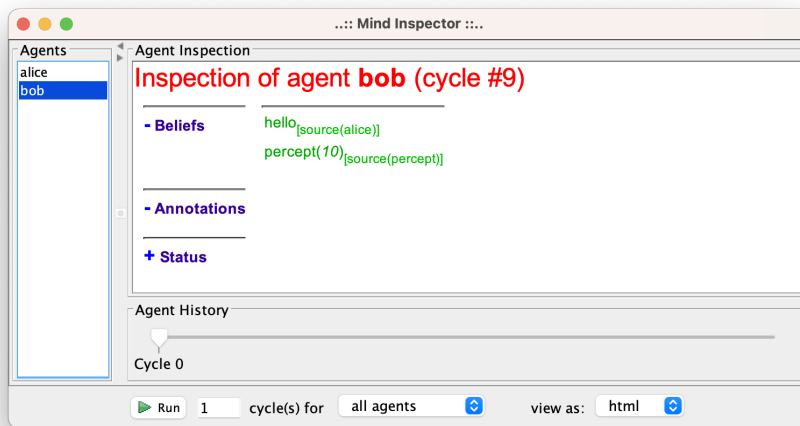 ..:: Mind Inspector ::..
Agents
alice
bob
Agent Inspection
Inspection of agent bob (cycle #9)
- Beliefs
hello[source(alice)]
percept(10)[source(percept)]
- Annotations
+ Status
Agent History
Cycle 0
Run 1 cycle(s) for all agents view as: html